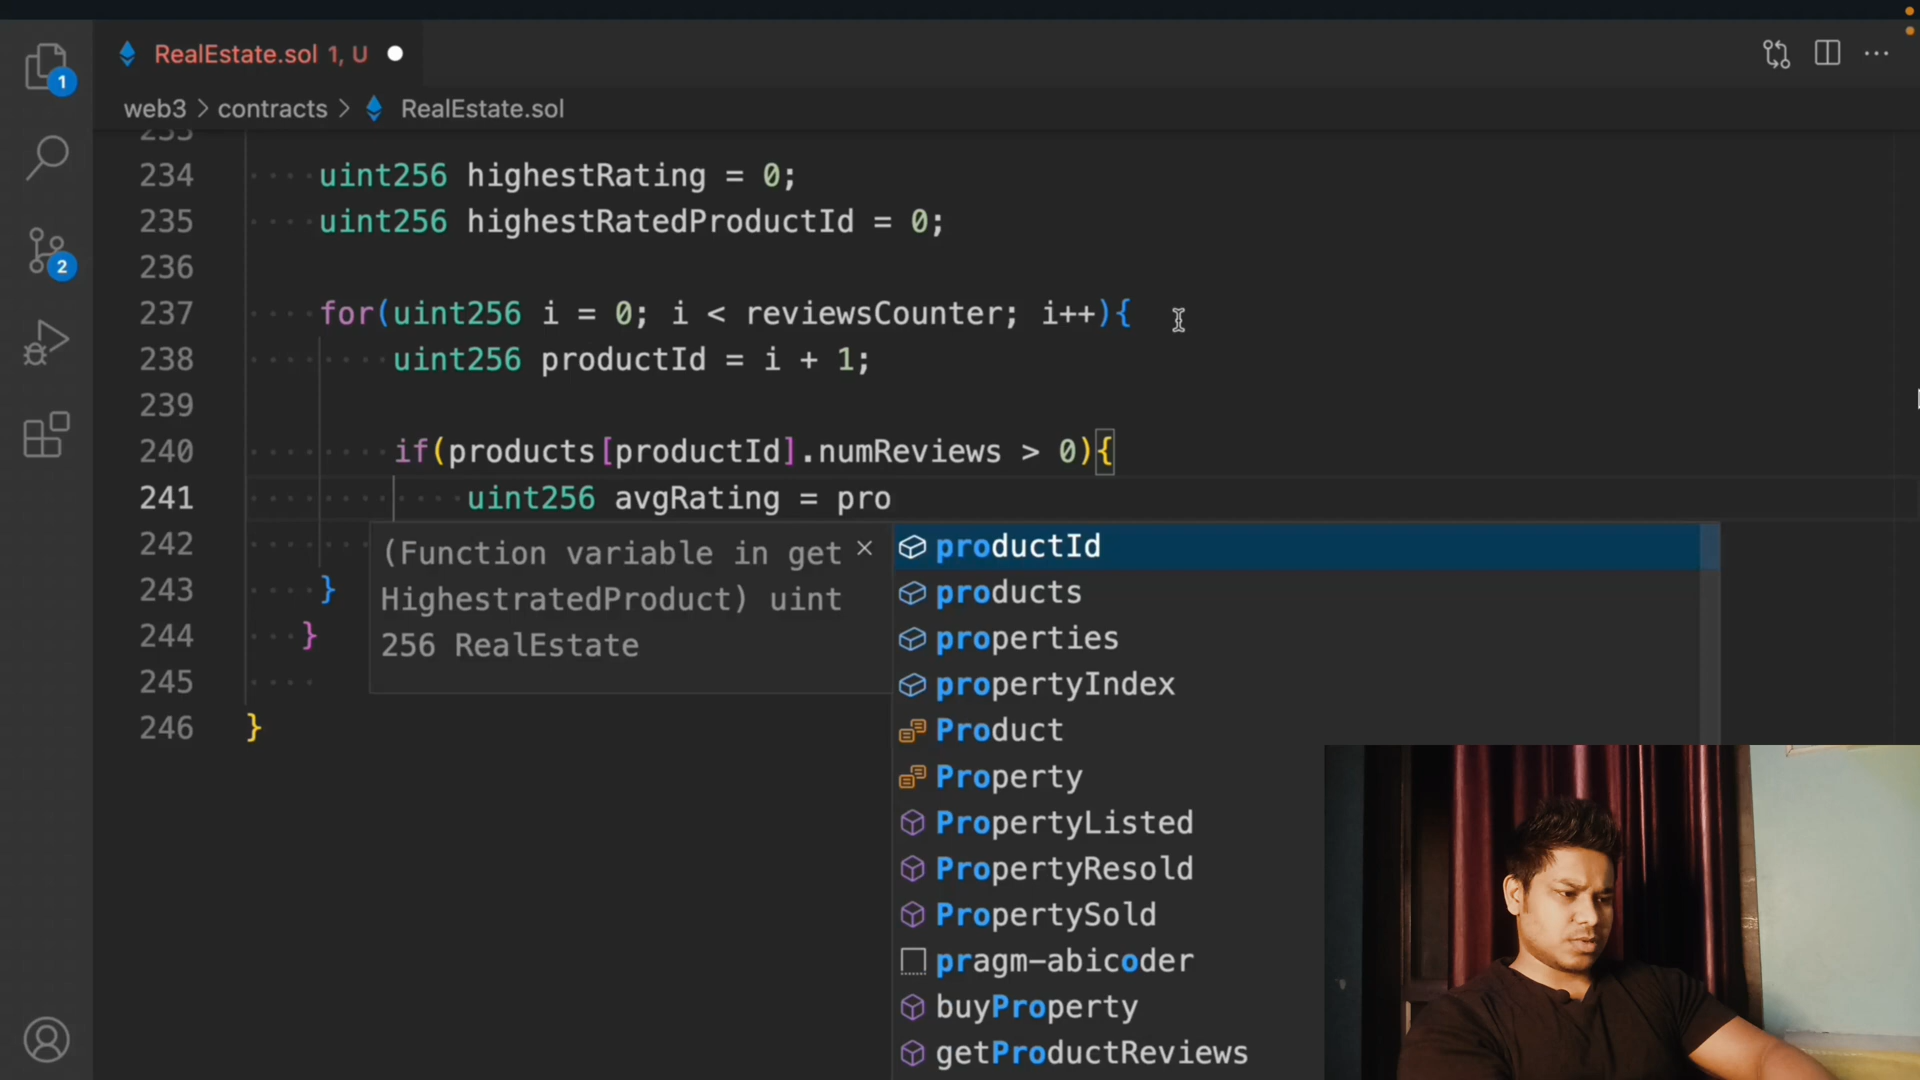 RealEstate.sol 1, U
web3 > contracts > RealEstate.sol
1
2
233
234 uint256 highestRating = 0;
235 uint256 highestRatedProductId = 0;
236
237 for(uint256 i = 0; i < reviewsCounter; i++){
238 uint256 productId = i + 1;
239
240 if(products[productId].numReviews > 0){
241 uint256 avgRating = pro
242
243 }
244 }
245
246 }
(Function variable in get
HighestratedProduct) uint
256 RealEstate
productId
products
properties
propertyIndex
Product
Property
PropertyListed
PropertyResold
PropertySold
pragm-abicoder
buyProperty
getProductReviews